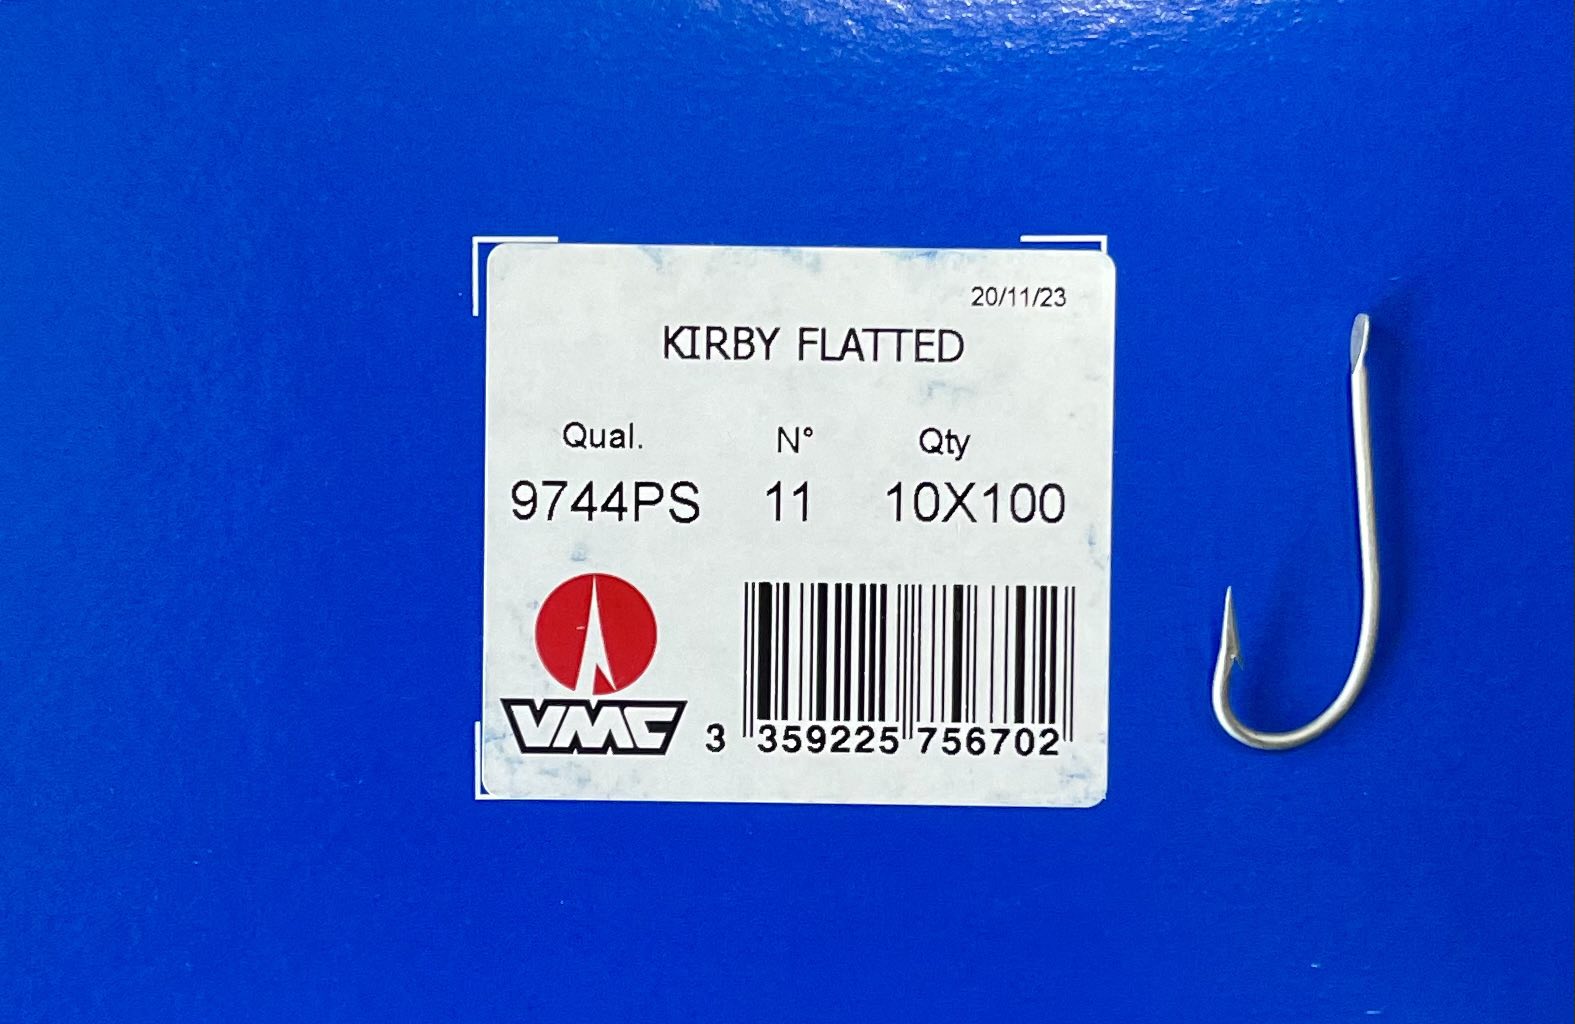 20/11/23
KIRBY FLATTED
Qual. N° Qty
9744PS 11 10X100
VMC
3 359225 756702